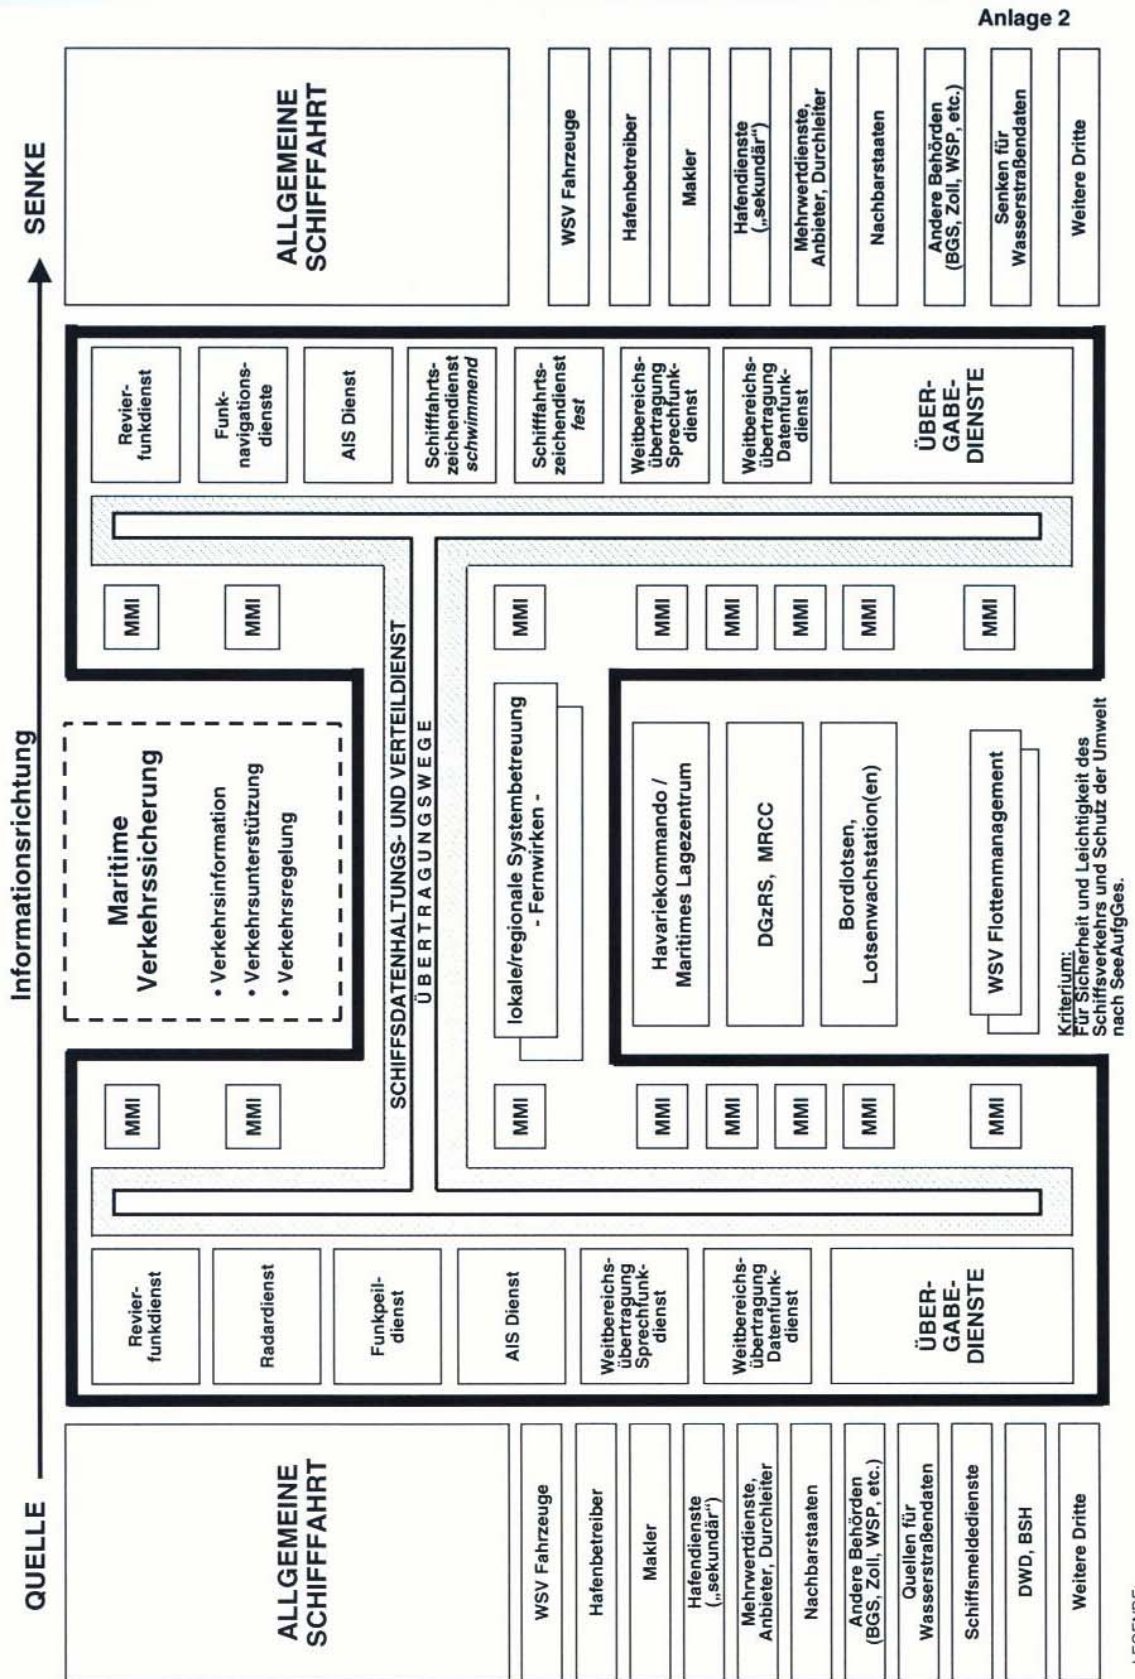 Anlage 2
Informationsrichtung
QUELLE
SENKE
ALLGEMEINE
SCHIFFFAHRT
WSV Fahrzeuge
Hafenbetreiber
Makler
Hafendienste
(„sekundär“)
Mehrwertdienste,
Anbieter, Durchleiter
Nachbarstaaten
Andere Behörden
(BGS, Zoll, WSP, etc.)
Quellen für
Wasserstraßendaten
Schiffsmeldedienste
DWD, BSH
Weitere Dritte
Revier-
funkdienst
Radardienst
Funkpeil-
dienst
AIS Dienst
Weitbereichs-
übertragung
Sprechfunk-
dienst
Weitbereichs-
übertragung
Datenfunk-
dienst
ÜBER-
GABE-
DIENSTE
MMI
MMI
MMI
MMI
MMI
MMI
MMI
MMI
Maritime
Verkehrssicherung
• Verkehrsinformation
• Verkehrsunterstützung
• Verkehrsregelung
SCHIFFSDATENHALTUNGS- UND VERTEILDIENST
ÜBERTRAGUNGSWEGE
lokale/regionale Systembetreuung
- Fernwirken -
Havariekommando /
Maritimes Lagezentrum
DGzRS, MRCC
Bordlotsen,
Lotsenwachstation(en)
WSV Flottenmanagement
Kriterium:
Für Sicherheit und Leichtigkeit des
Schiffsverkehrs und Schutz der Umwelt
nach SeeAufgGes.
MMI
MMI
MMI
MMI
MMI
MMI
MMI
MMI
Revier-
funkdienst
Funk-
navigations-
dienste
AIS Dienst
Schifffahrts-
zeichendienst
schwimmend
Schifffahrts-
zeichendienst
fest
Weitbereichs-
übertragung
Sprechfunk-
dienst
Weitbereichs-
übertragung
Datenfunk-
dienst
ÜBER-
GABE-
DIENSTE
ALLGEMEINE
SCHIFFFAHRT
WSV Fahrzeuge
Hafenbetreiber
Makler
Hafendienste
(„sekundär“)
Mehrwertdienste,
Anbieter, Durchleiter
Nachbarstaaten
Andere Behörden
(BGS, Zoll, WSP, etc.)
Senken für
Wasserstraßendaten
Weitere Dritte